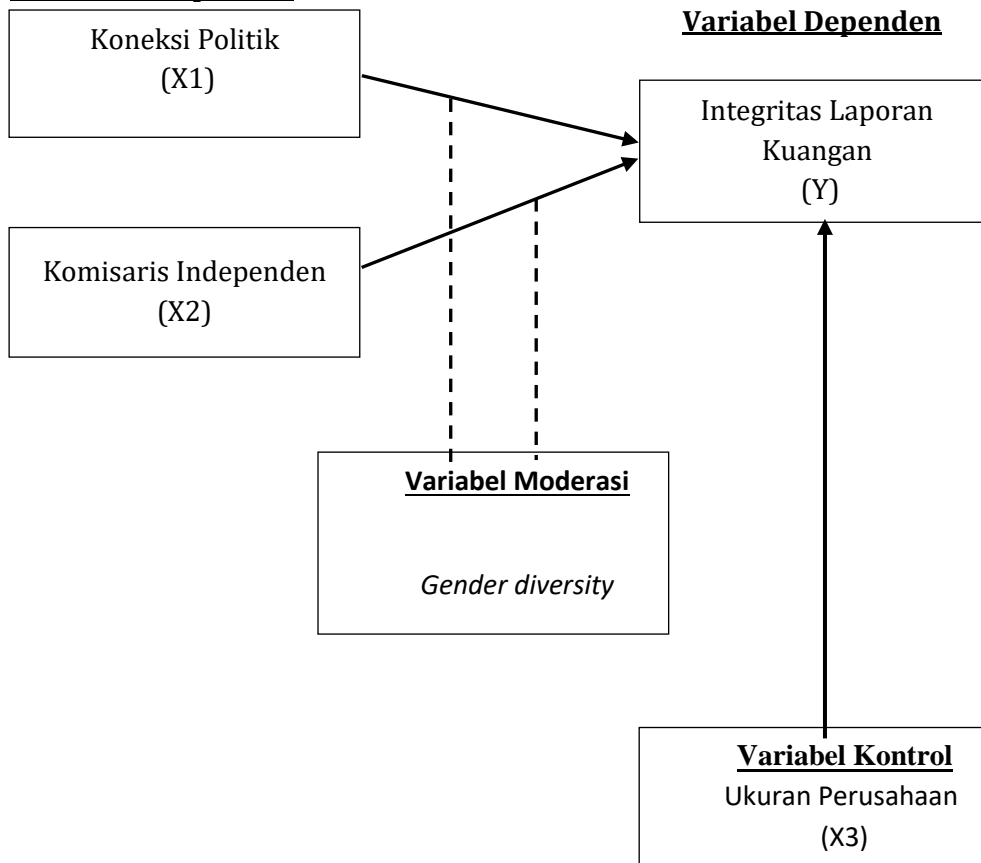 Variabel Dependen
Koneksi Politik
(X1)
Integritas Laporan
Kuangan
(Y)
Komisaris Independen
(X2)
Variabel Moderasi
Gender diversity
Variabel Kontrol
Ukuran Perusahaan
(X3)